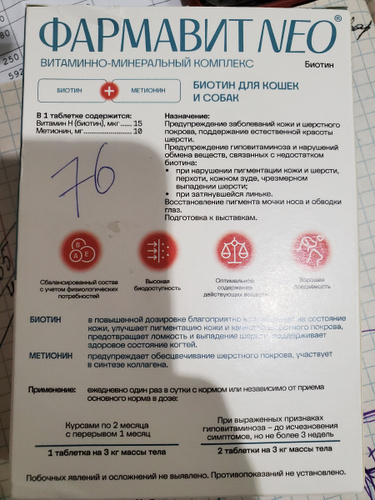 ФАРМАВИТ NEO®
ВИТАМИННО-МИНЕРАЛЬНЫЙ КОМПЛЕКС
Биотин
БИОТИН + МЕТИОНИН
БИОТИН ДЛЯ КОШЕК
И СОБАК
В 1 таблетке содержится:
Витамин H (биотин), мкг..... 15
Метионин, мг..................... 10
76
Назначение:
Предупреждение заболеваний кожи и шерстного
покрова, поддержание естественной красоты
шерсти.
Предупреждение гиповитаминоза и нарушений
обмена веществ, связанных с недостатком
биотина:
• при нарушении пигментации кожи и шерсти,
перхоти, кожном зуде, чрезмерном
выпадении шерсти;
• при затянувшейся линьке.
Восстановление пигмента мочки носа и обводки
глаз.
Подготовка к выставкам.
B A E
Сбалансированный состав
с учетом физиологических
потребностей
Высокая
биодоступность
Оптимальное
содержание
действующих веществ
Хорошая
поедаемость
БИОТИН в повышенной дозировке благоприятно на состояние
кожи, улучшает пигментацию кожи и покрова,
предотвращает ломкость и выпадение шерсти, поддерживает
здоровое состояние когтей.
МЕТИОНИН предупреждает обесцвечивание шерстного покрова, участвует
в синтезе коллагена.
Применение: ежедневно один раз в сутки с кормом или независимо от приема
основного корма в дозе:
Курсами по 2 месяца
с перерывом 1 месяц
1 таблетка на 3 кг массы тела
При выраженных признаках
гиповитаминоза – до исчезновения
симптомов, но не более 3 недель
2 таблетки на 3 кг массы тела
Побочных явлений и осложнений не выявлено. Противопоказаний не установлено.